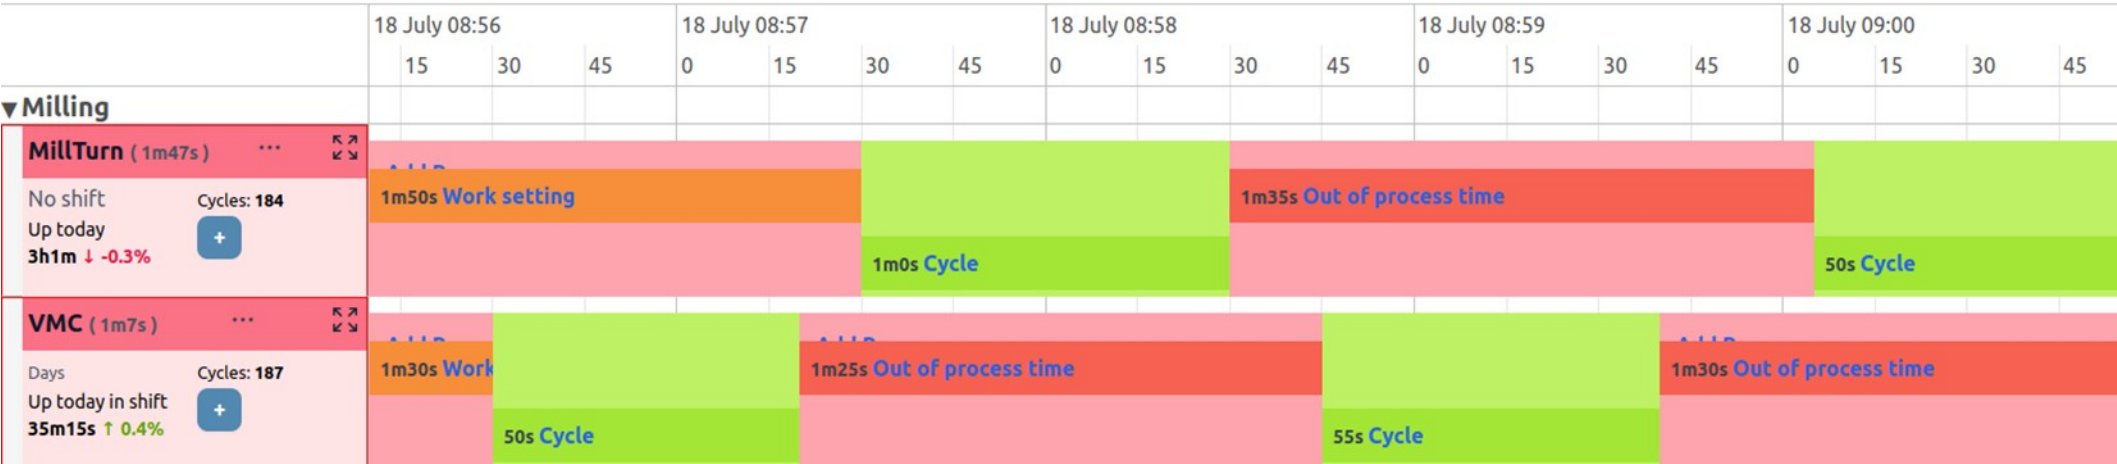 18 July 08:56 18 July 08:57 18 July 08:58 18 July 08:59 18 July 09:00
15 30 45 0 15 30 45 0 15 30 45 0 15 30 45 0 15 30 45
▼ Milling
MillTurn ( 1m47s ) ...
No shift Cycles: 184
Up today +
3h1m ↓ -0.3%
1m50s Work setting
1m0s Cycle
1m35s Out of process time
50s Cycle
VMC ( 1m7s ) ...
Days Cycles: 187
Up today in shift +
35m15s ↑ 0.4%
1m30s Work
50s Cycle
1m25s Out of process time
55s Cycle
1m30s Out of process time